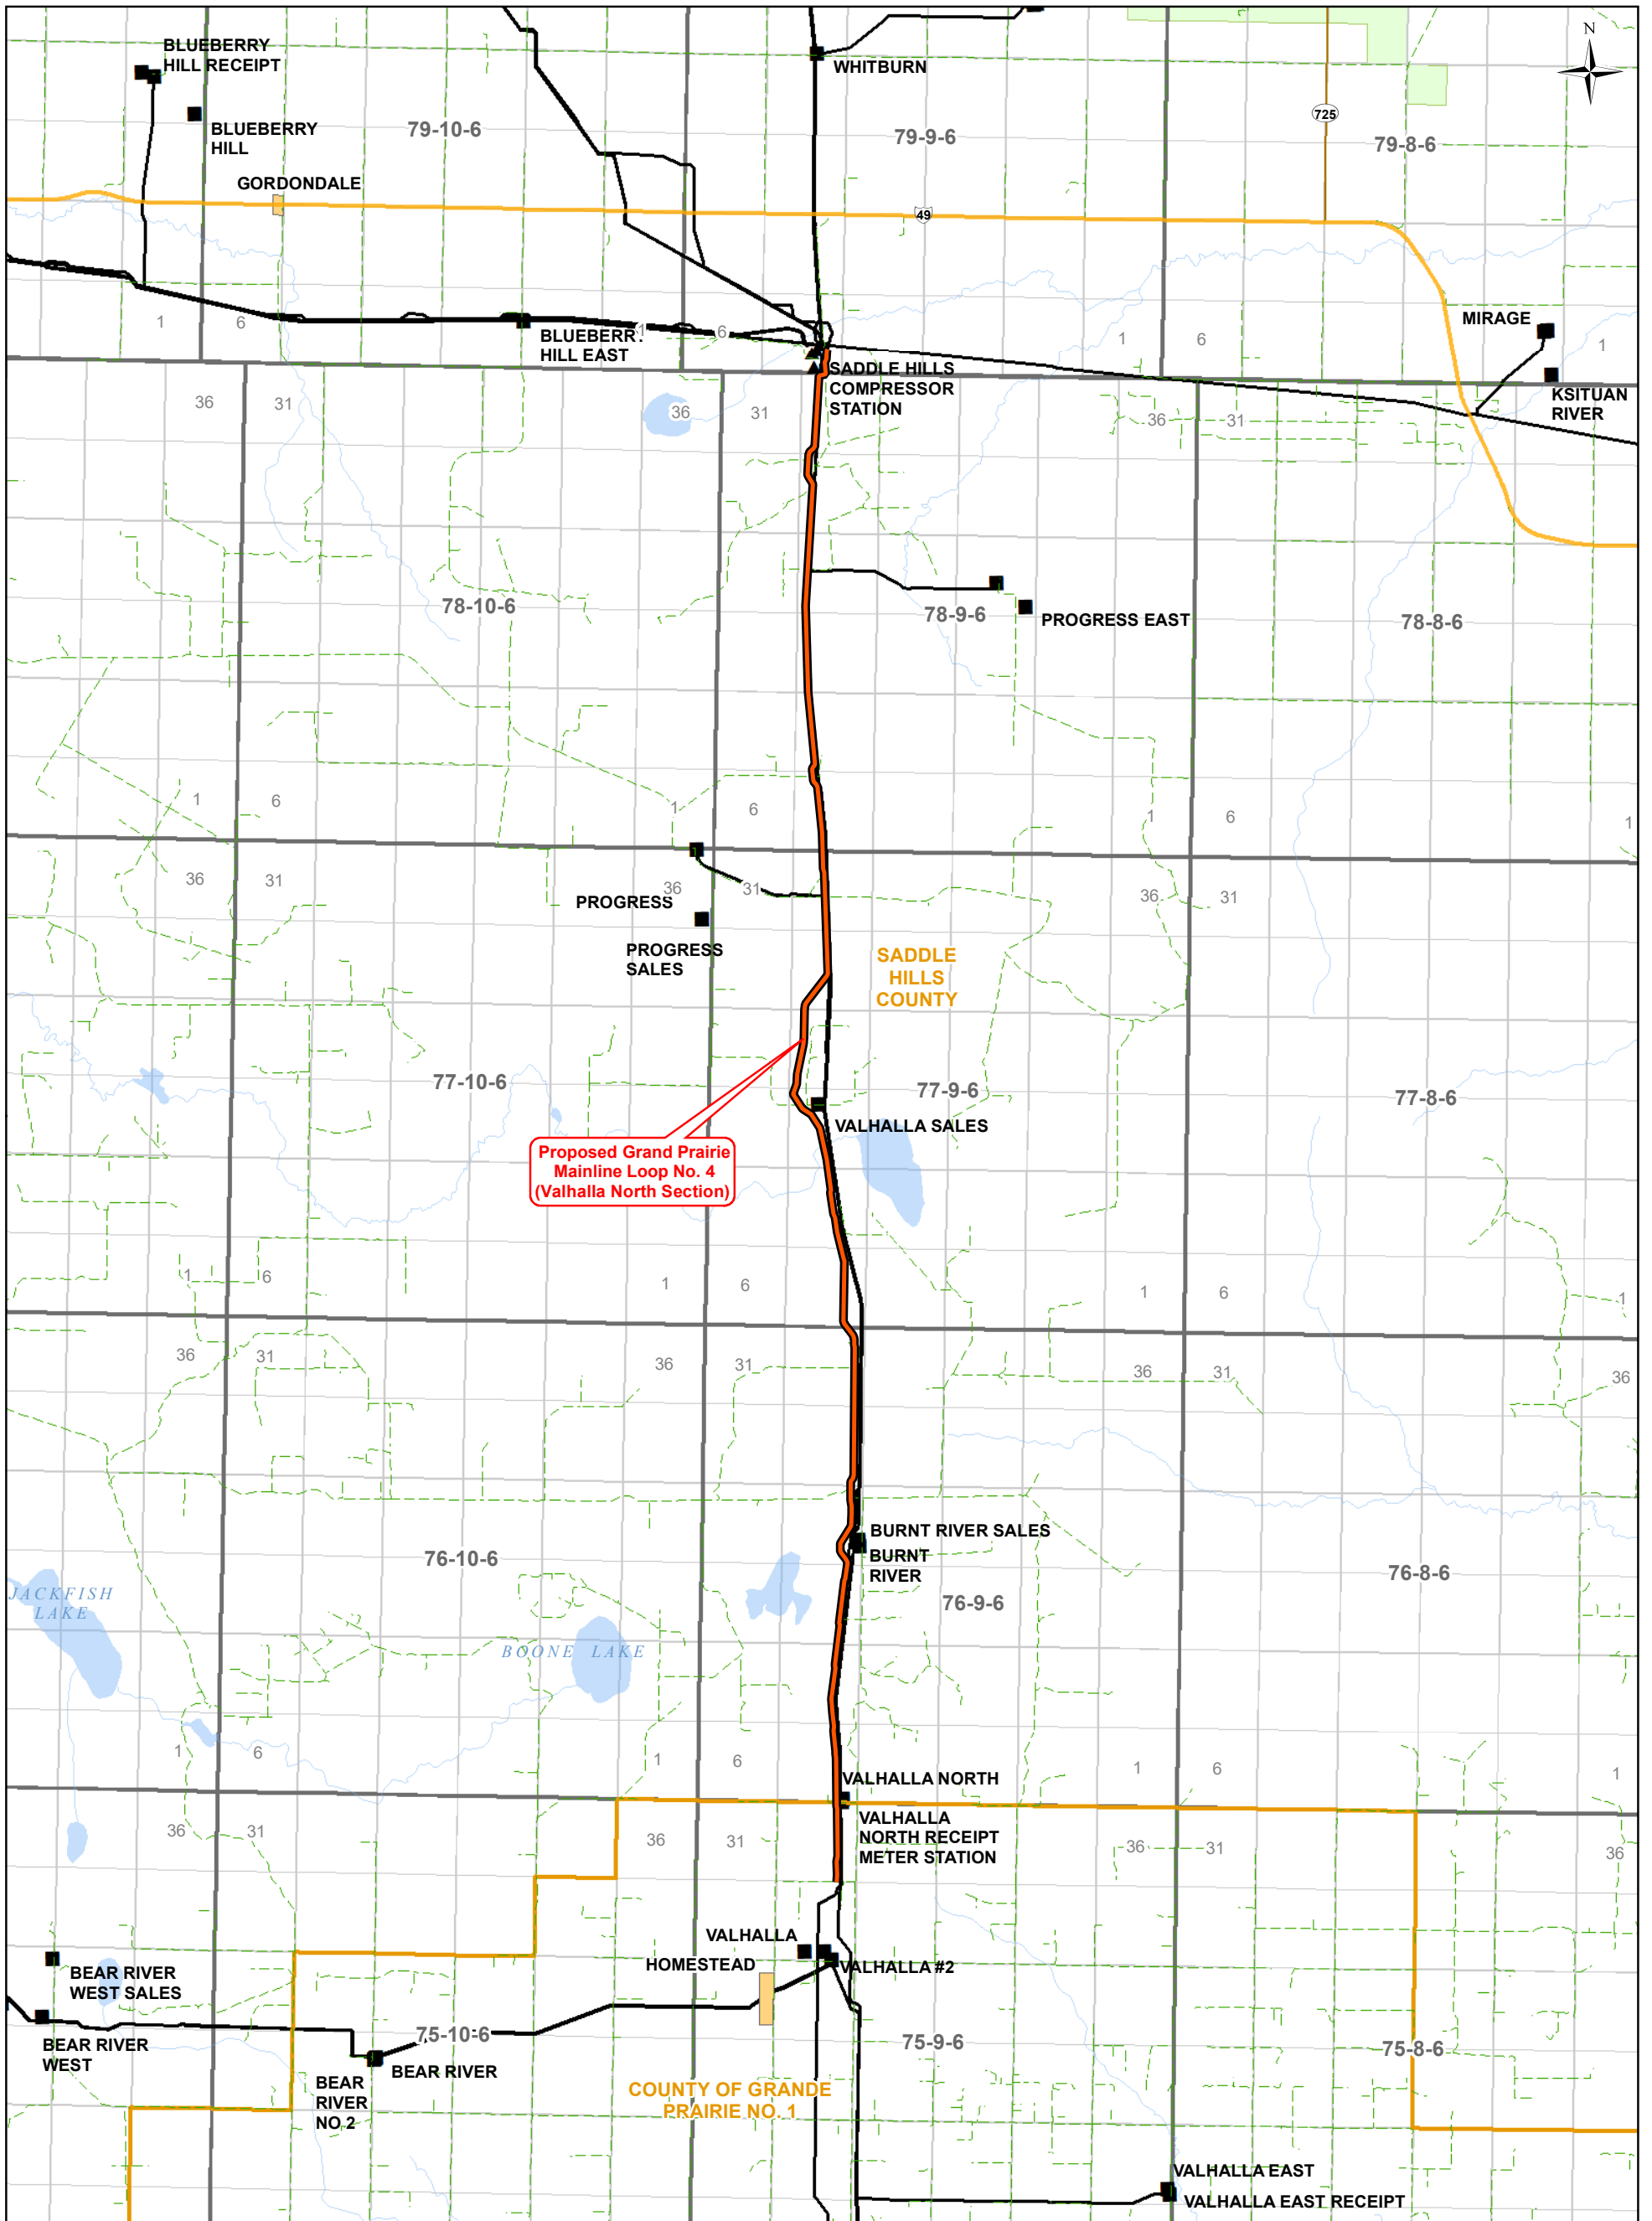 N
BLUEBERRY
HILL RECEIPT
WHITBURN
BLUEBERRY
HILL
79-10-6
79-9-6
725
79-8-6
GORDONDALE
49
1
6
BLUEBERR
HILL EAST
1
6
1
6
MIRAGE
1
SADDLE HILLS
COMPRESSOR
STATION
KSITUAN
RIVER
36
31
36
31
36
31
78-10-6
78-9-6
PROGRESS EAST
78-8-6
1
6
1
6
1
6
1
36
31
36
31
36
31
PROGRESS
PROGRESS
SALES
SADDLE
HILLS
COUNTY
77-10-6
77-9-6
77-8-6
VALHALLA SALES
Proposed Grand Prairie
Mainline Loop No. 4
(Valhalla North Section)
1
6
1
6
1
6
1
36
31
36
31
36
31
36
BURNT RIVER SALES
BURNT
RIVER
76-10-6
76-9-6
76-8-6
JACKFISH
LAKE
BOONE LAKE
1
6
1
6
1
6
1
VALHALLA NORTH
VALHALLA
NORTH RECEIPT
METER STATION
36
31
36
31
36
31
36
VALHALLA
HOMESTEAD
VALHALLA #2
BEAR RIVER
WEST SALES
BEAR RIVER
WEST
75-10-6
75-9-6
75-8-6
BEAR RIVER
BEAR
RIVER
NO.2
COUNTY OF GRANDE
PRAIRIE NO. 1
VALHALLA EAST
VALHALLA EAST RECEIPT